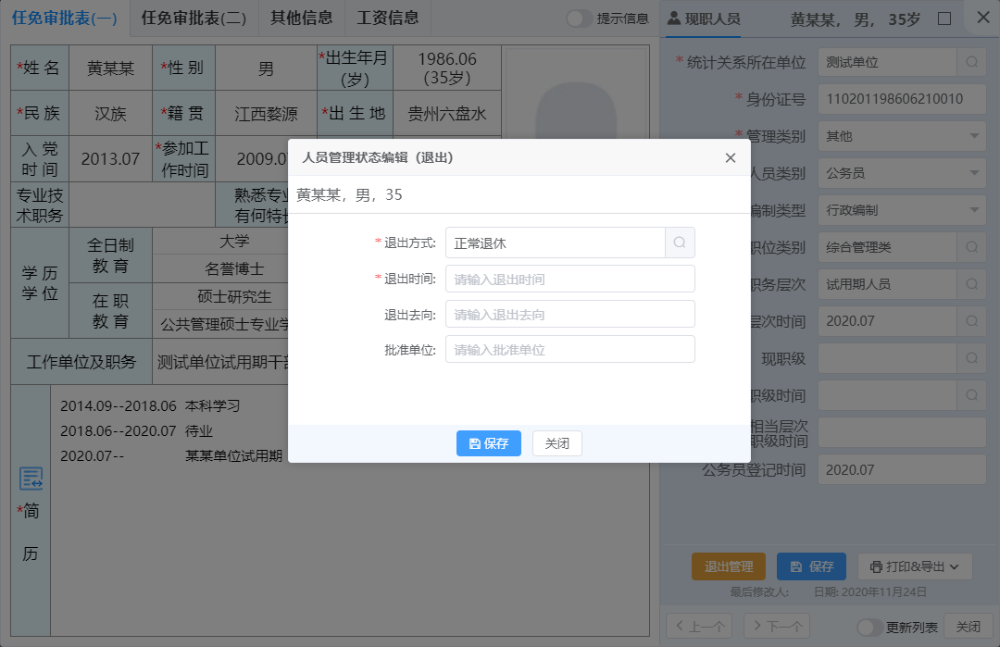 任免审批表(一) 任免审批表(二) 其他信息 工资信息 提示信息
*姓 名 黄某某 *性 别 男 *出生年月(岁) 1986.06 (35岁)
*民 族 汉族 *籍 贯 江西婺源 *出 生 地 贵州六盘水
入 党 时 间 2013.07 *参加工作时间 2009.0
专业技术职务 熟悉专业 有何特长
学 历 学 位
全日制 教 育 大学
名誉博士
在 职 教 育 硕士研究生
公共管理硕士专业学
工作单位及职务 测试单位试用期干部
*简 历
2014.09--2018.06 本科学习
2018.06--2020.07 待业
2020.07-- 某某单位试用期
人员管理状态编辑（退出）
黄某某，男，35
*退出方式: 正常退休
*退出时间: 请输入退出时间
退出去向: 请输入退出去向
批准单位: 请输入批准单位
保存 关闭
现职人员 黄某某， 男， 35岁
*统计关系所在单位 测试单位
*身份证号 110201198606210010
*管理类别 其他
人员类别 公务员
编制类型 行政编制
职位类别 综合管理类
职务层次 试用期人员
层次时间 2020.07
现职级
职级时间
相当层次
职级时间
公务员登记时间 2020.07
退出管理 保存 打印&导出
最后修改人: 日期: 2020年11月24日
上一个 下一个 更新列表 关闭